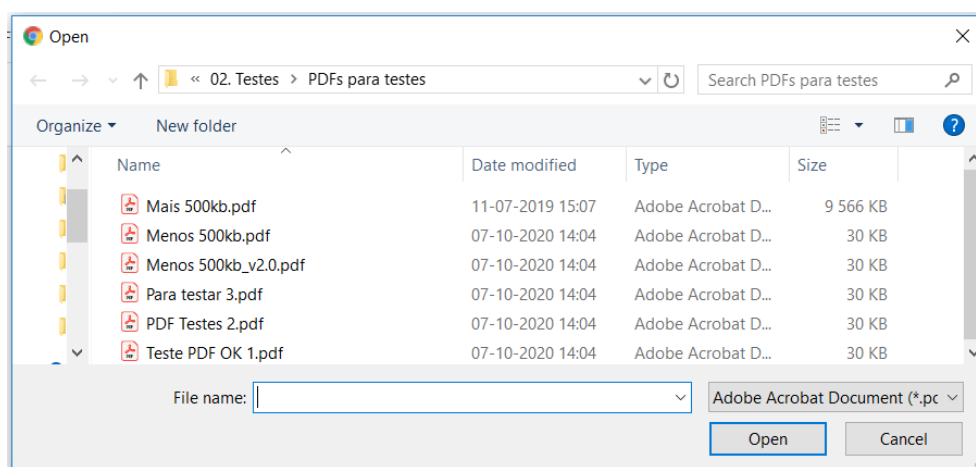 Open
« 02. Testes > PDFs para testes
Search PDFs para testes
Organize
New folder
Name Date modified Type Size
Mais 500kb.pdf 11-07-2019 15:07 Adobe Acrobat D... 9 566 KB
Menos 500kb.pdf 07-10-2020 14:04 Adobe Acrobat D... 30 KB
Menos 500kb_v2.0.pdf 07-10-2020 14:04 Adobe Acrobat D... 30 KB
Para testar 3.pdf 07-10-2020 14:04 Adobe Acrobat D... 30 KB
PDF Testes 2.pdf 07-10-2020 14:04 Adobe Acrobat D... 30 KB
Teste PDF OK 1.pdf 07-10-2020 14:04 Adobe Acrobat D... 30 KB
File name:
Adobe Acrobat Document (*.pc
Open
Cancel